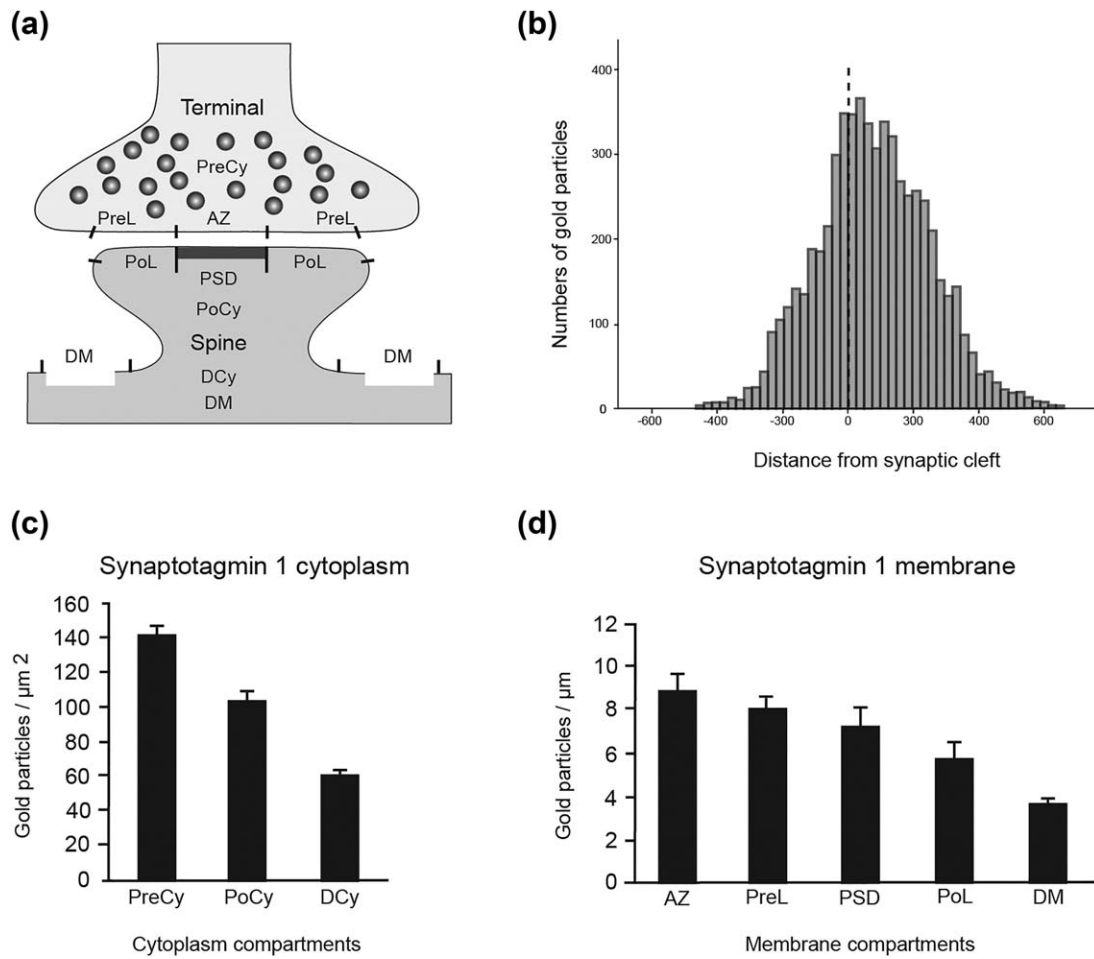 (a)
Terminal
PreCy
PreL AZ PreL
PoL PoL
PSD
PoCy
Spine
DM DM
DCy
DM
(b)
Numbers of gold particles
400
300
200
100
0
-600 -400 -300 0 300 400 600
Distance from synaptic cleft
(c)
Synaptotagmin 1 cytoplasm
Gold particles / µm 2
160
140
120
100
80
60
40
20
0
PreCy PoCy DCy
Cytoplasm compartments
(d)
Synaptotagmin 1 membrane
Gold particles / µm
12
10
8
6
4
2
0
AZ PreL PSD PoL DM
Membrane compartments